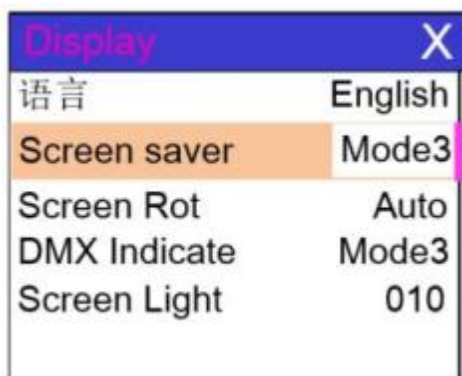 Display X
语言 English
Screen saver Mode3
Screen Rot Auto
DMX Indicate Mode3
Screen Light 010